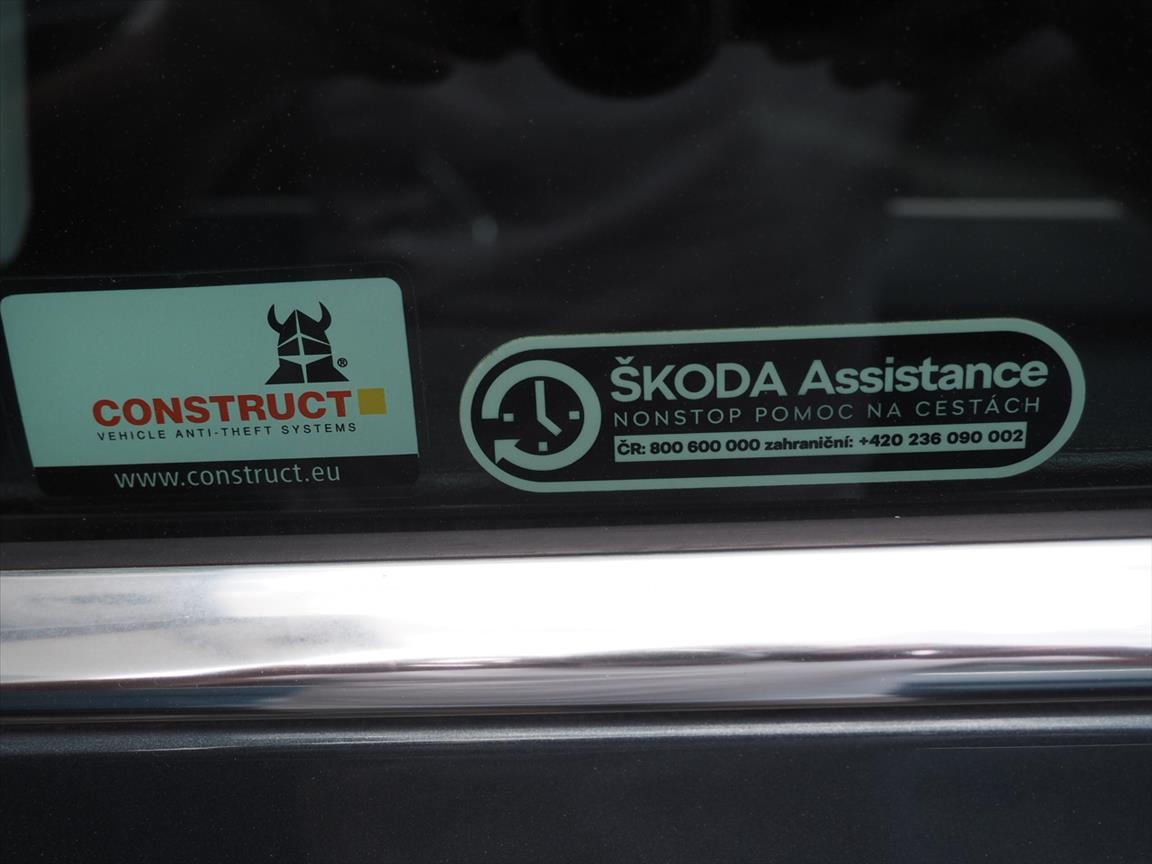 ®
CONSTRUCT
VEHICLE ANTI-THEFT SYSTEMS
www.construct.eu
ŠKODA Assistance
NONSTOP POMOC NA CESTÁCH
ČR: 800 600 000 zahraniční: +420 236 090 002